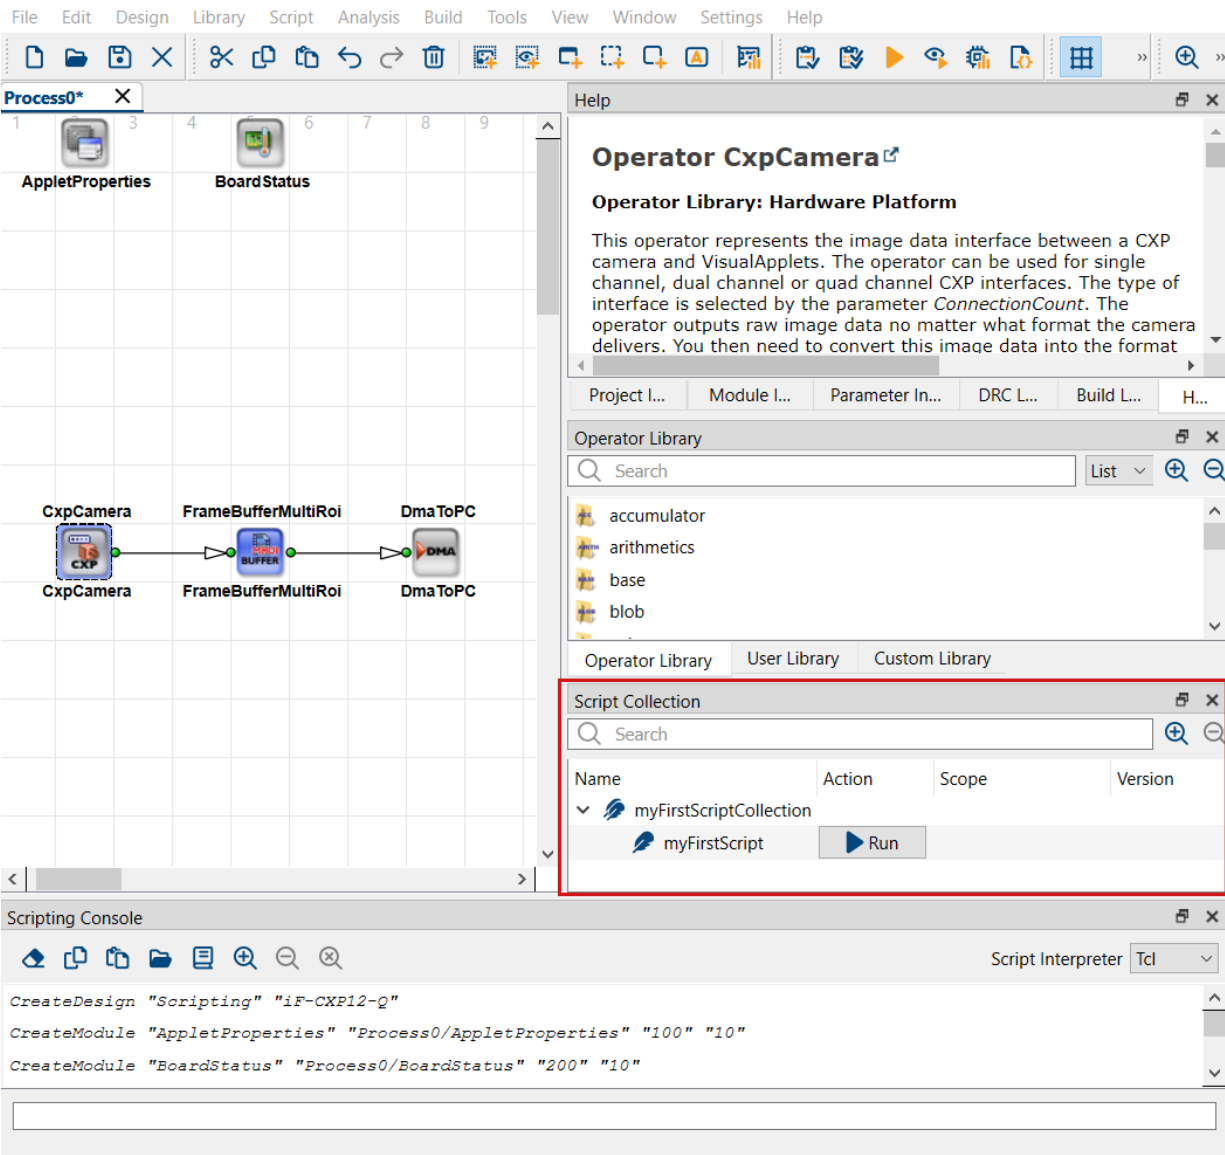 File Edit Design Library Script Analysis Build Tools View Window Settings Help
Process0*
1 2 3 4 5 6 7 8 9
AppletProperties BoardStatus
CxpCamera FrameBufferMultiRoi DmaToPC
CXP BUFFER DMA
CxpCamera FrameBufferMultiRoi DmaToPC
Help
Operator CxpCamera
Operator Library: Hardware Platform
This operator represents the image data interface between a CXP
camera and VisualApplets. The operator can be used for single
channel, dual channel or quad channel CXP interfaces. The type of
interface is selected by the parameter ConnectionCount. The
operator outputs raw image data no matter what format the camera
delivers. You then need to convert this image data into the format
Project I... Module I... Parameter In... DRC L... Build L... H...
Operator Library
Search List
accumulator
arithmetics
base
blob
Operator Library User Library Custom Library
Script Collection
Search
Name Action Scope Version
myFirstScriptCollection
myFirstScript Run
Scripting Console
Script Interpreter Tcl
CreateDesign "Scripting" "iF-CXP12-Q"
CreateModule "AppletProperties" "Process0/AppletProperties" "100" "10"
CreateModule "BoardStatus" "Process0/BoardStatus" "200" "10"